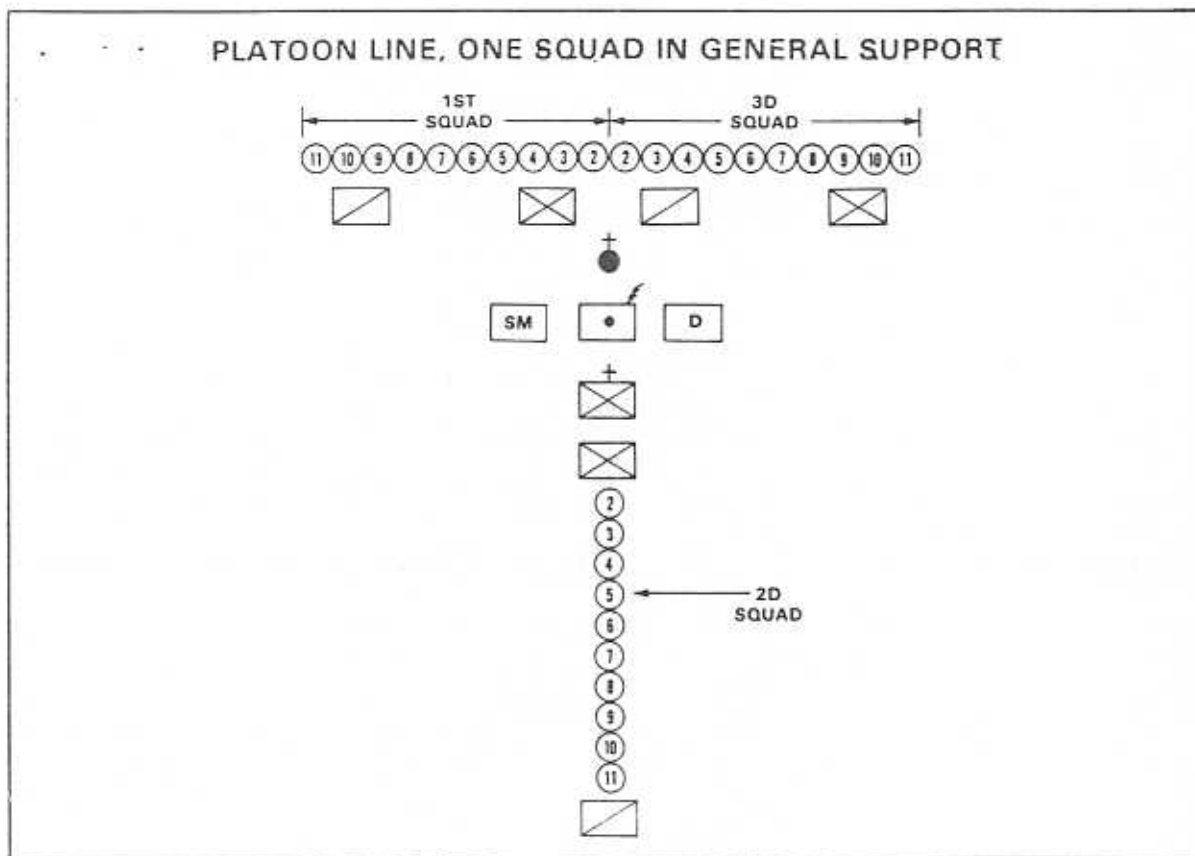 PLATOON LINE, ONE SQUAD IN GENERAL SUPPORT
1ST
SQUAD
3D
SQUAD
11 10 9 8 7 6 5 4 3 2 2 3 4 5 6 7 8 9 10 11
SM
D
2
3
4
5
2D
SQUAD
6
7
8
9
10
11